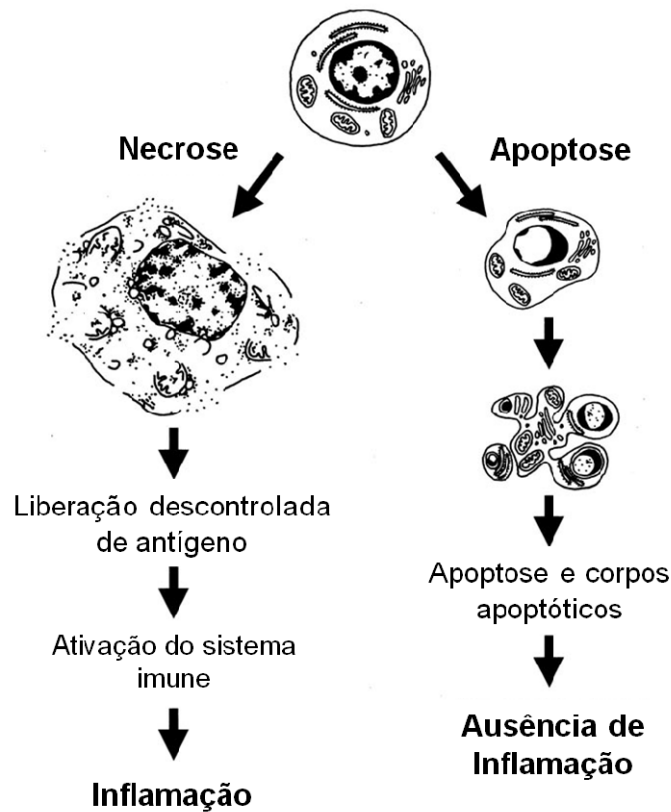 Necrose
Apoptose
Liberação descontrolada
de antígeno
Ativação do sistema
imune
Inflamação
Apoptose e corpos
apoptóticos
Ausência de
Inflamação